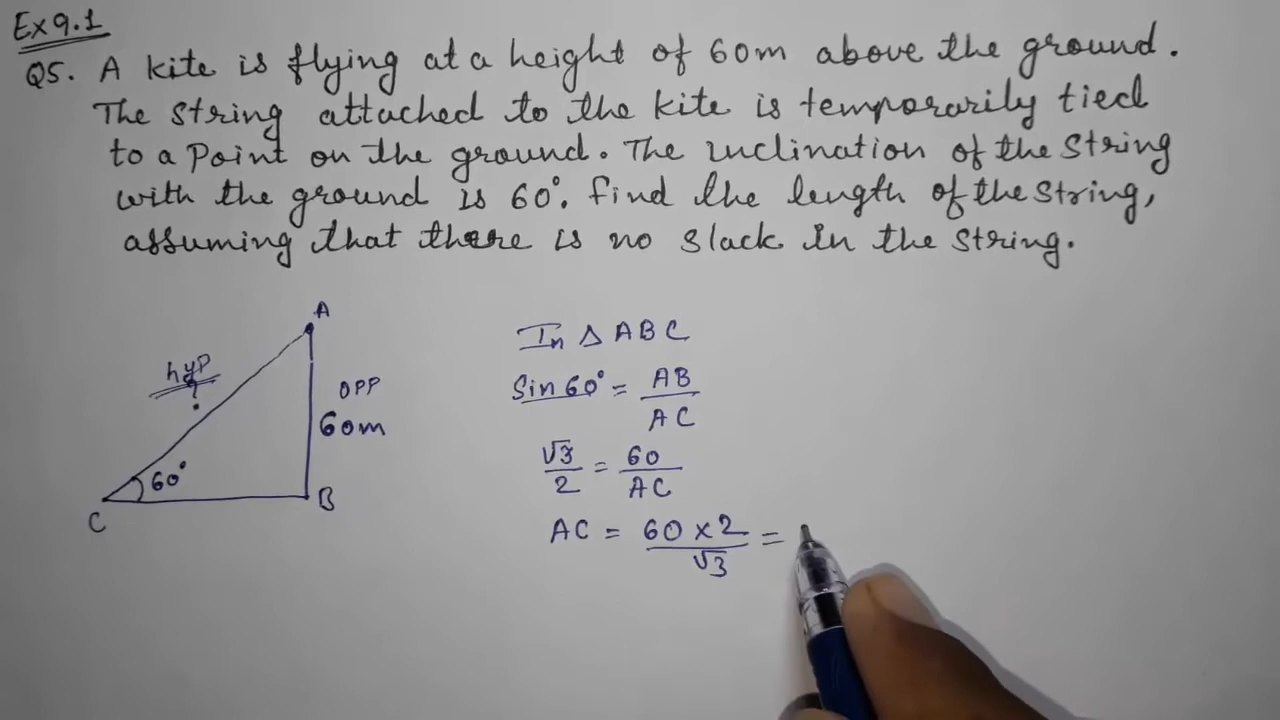 Ex 9.1
Q5. A kite is flying at a height of 60m above the ground.
The string attached to the kite is temporarily tied
to a point on the ground. The inclination of the string
with the ground is 60°. find the length of the string,
assuming that there is no slack in the string.
A
hyp
?
OPP
60m
60°
C
B
In Δ ABC
Sin 60° = AB/AC
√3/2 = 60/AC
AC = 60 × 2/√3 =